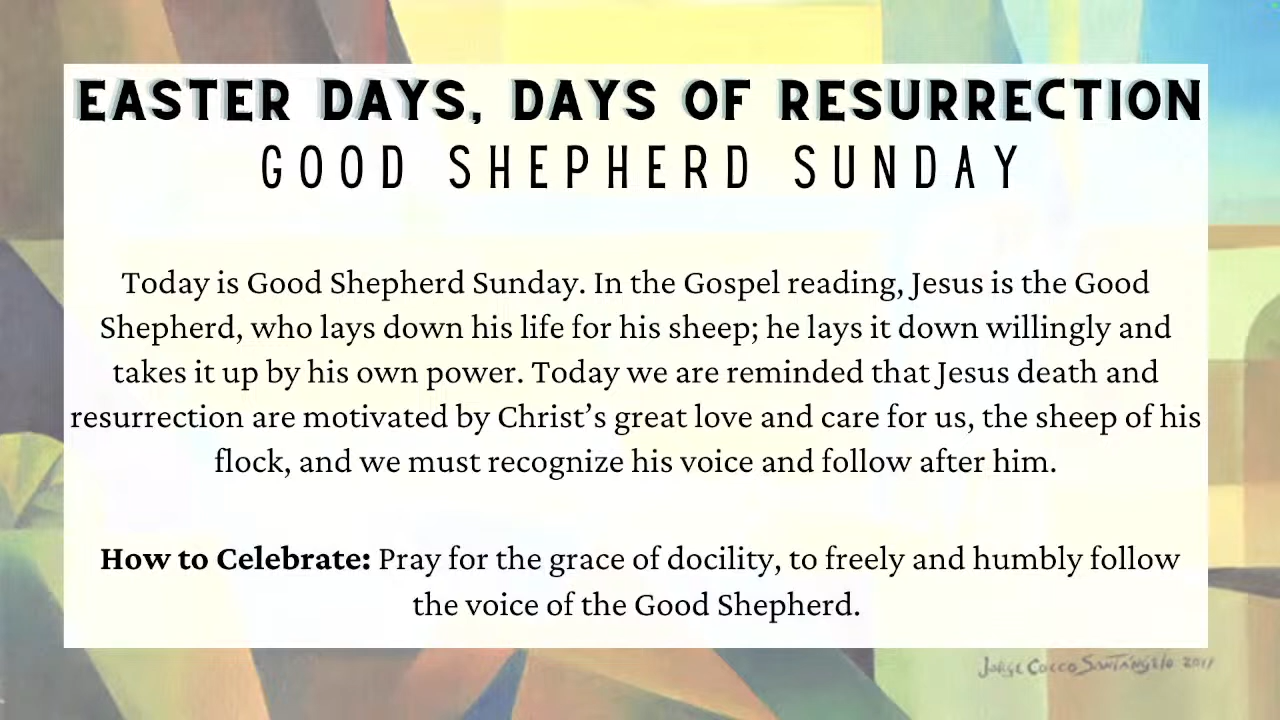 EASTER DAYS, DAYS OF RESURRECTION
GOOD SHEPHERD SUNDAY
Today is Good Shepherd Sunday. In the Gospel reading, Jesus is the Good
Shepherd, who lays down his life for his sheep; he lays it down willingly and
takes it up by his own power. Today we are reminded that Jesus death and
resurrection are motivated by Christ’s great love and care for us, the sheep of his
flock, and we must recognize his voice and follow after him.
How to Celebrate: Pray for the grace of docility, to freely and humbly follow
the voice of the Good Shepherd.
Jorge Cocco Santángelo